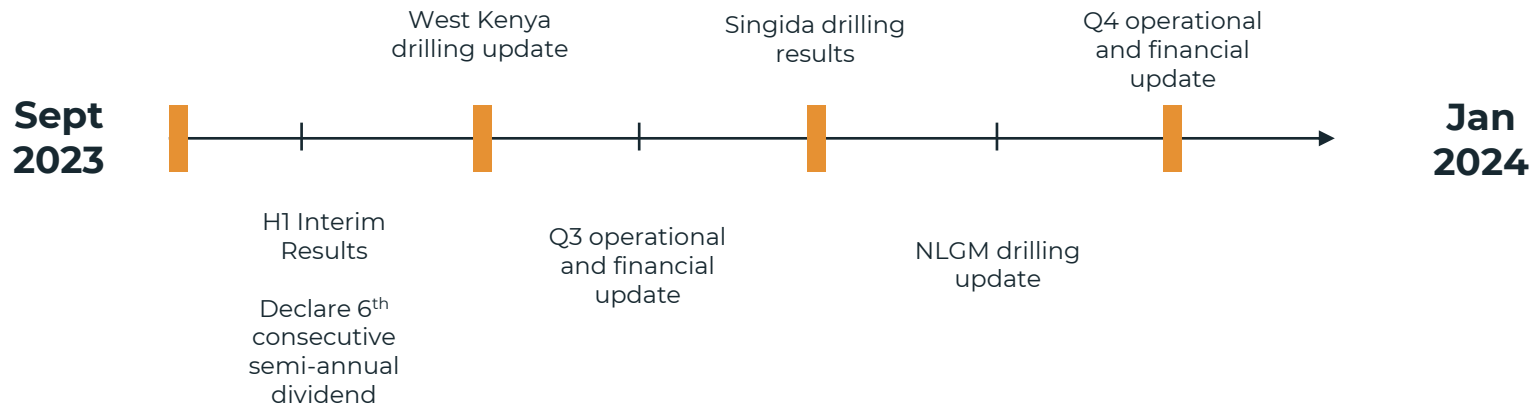 Sept
2023
H1 Interim
Results
Declare 6th
consecutive
semi-annual
dividend
West Kenya
drilling update
Q3 operational
and financial
update
Singida drilling
results
NLGM drilling
update
Q4 operational
and financial
update
Jan
2024